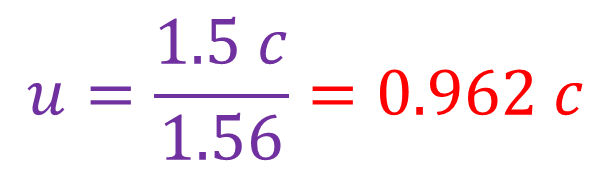 u = 1.5 c / 1.56 = 0.962 c